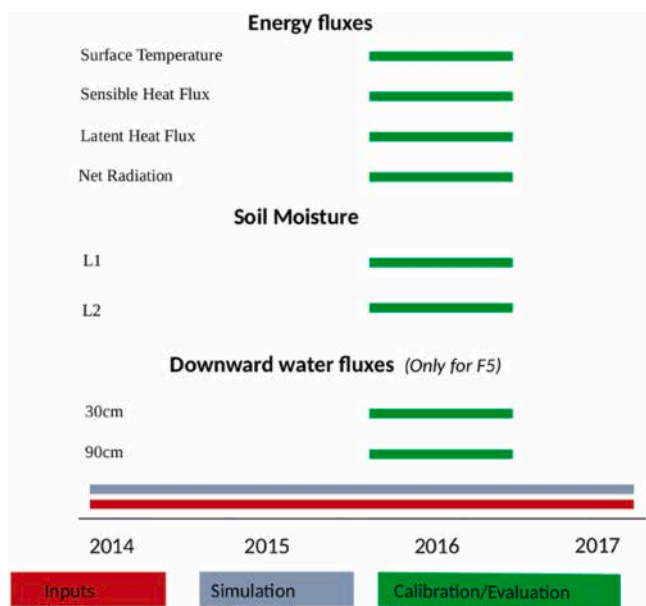 Energy fluxes
Surface Temperature
Sensible Heat Flux
Latent Heat Flux
Net Radiation
Soil Moisture
L1
L2
Downward water fluxes (Only for F5)
30cm
90cm
2014 2015 2016 2017
Inputs Simulation Calibration/Evaluation